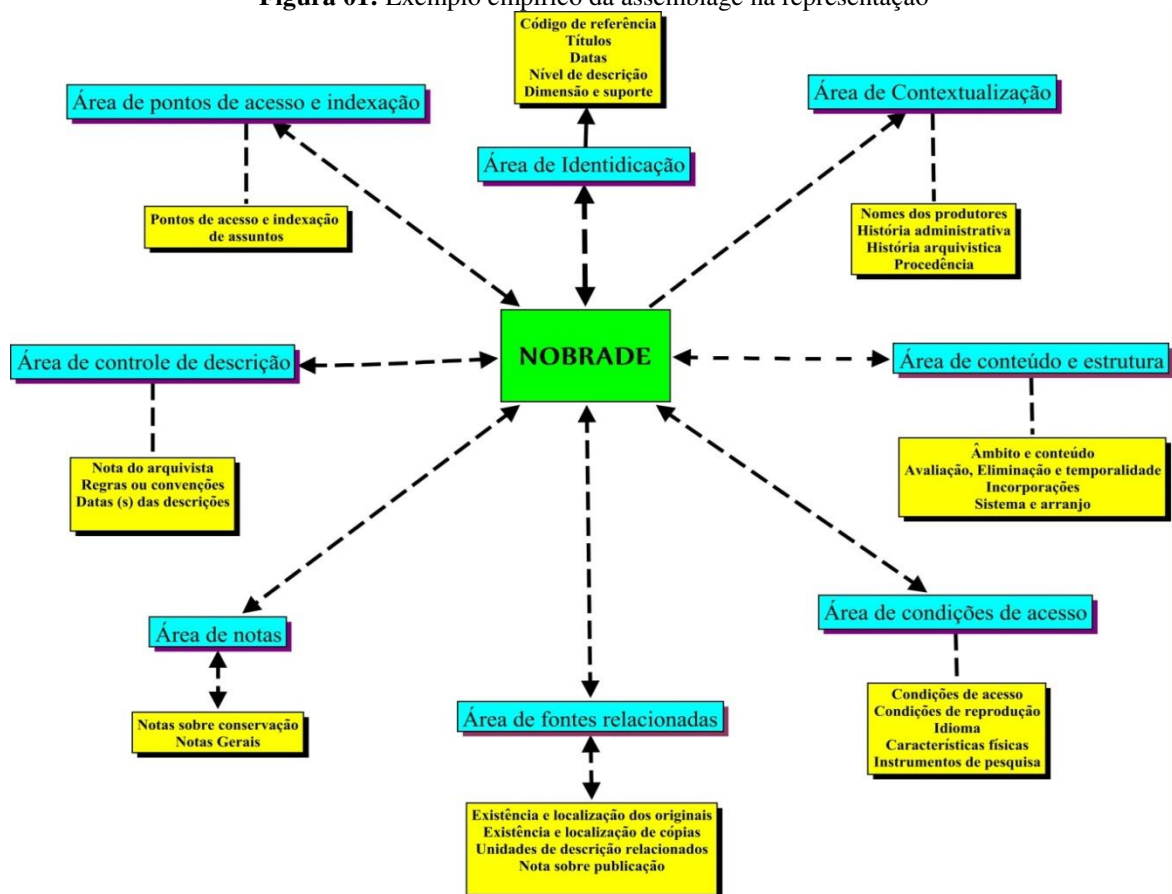 Figura 01: Exemplo empírico da assemblage na representação
Código de referência
Títulos
Datas
Nível de descrição
Dimensão e suporte
Área de pontos de acesso e indexação
Área de Contextualização
Área de Identidicação
Pontos de acesso e indexação
de assuntos
Nomes dos produtores
História administrativa
História arquivistica
Procedência
NOBRADE
Área de controle de descrição
Área de conteúdo e estrutura
Nota do arquivista
Regras ou convenções
Datas (s) das descrições
Âmbito e conteúdo
Avaliação, Eliminação e temporalidade
Incorporações
Sistema e arranjo
Área de notas
Área de condições de acesso
Notas sobre conservação
Notas Gerais
Área de fontes relacionadas
Condições de acesso
Condições de reprodução
Idioma
Características físicas
Instrumentos de pesquisa
Existência e localização dos originais
Existência e localização de cópias
Unidades de descrição relacionados
Nota sobre publicação